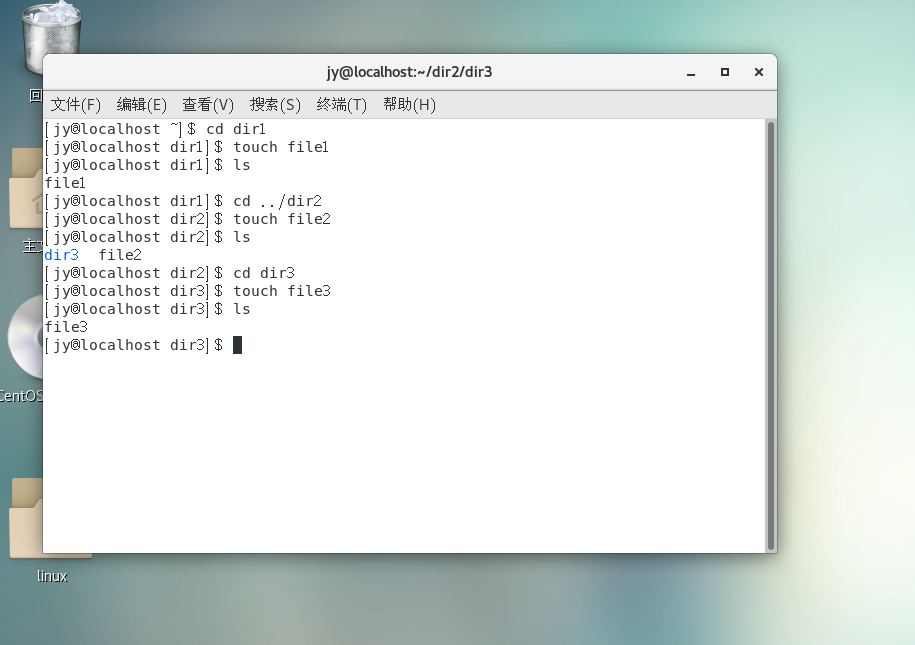 jy@localhost:~/dir2/dir3
文件(F) 编辑(E) 查看(V) 搜索(S) 终端(T) 帮助(H)
[jy@localhost ~]$ cd dir1
[jy@localhost dir1]$ touch file1
[jy@localhost dir1]$ ls
file1
[jy@localhost dir1]$ cd ../dir2
[jy@localhost dir2]$ touch file2
[jy@localhost dir2]$ ls
dir3  file2
[jy@localhost dir2]$ cd dir3
[jy@localhost dir3]$ touch file3
[jy@localhost dir3]$ ls
file3
[jy@localhost dir3]$
回
主
CentOS
linux